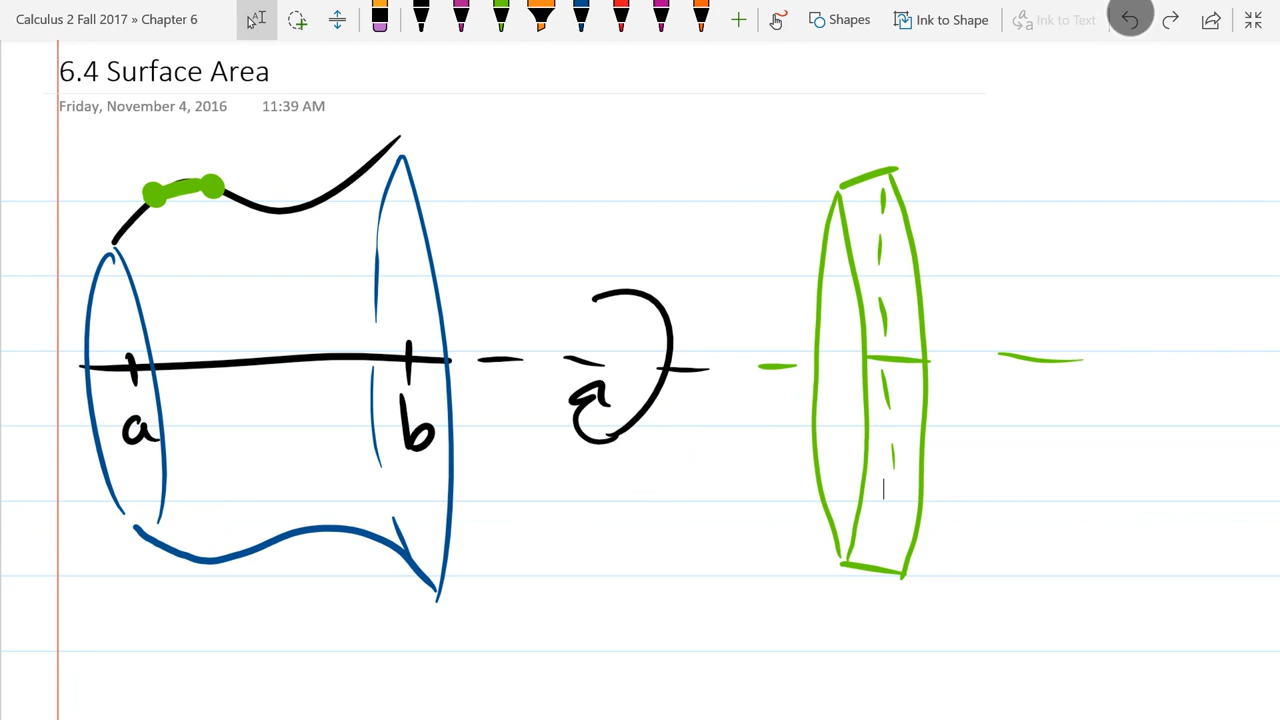 Calculus 2 Fall 2017 » Chapter 6
Shapes
Ink to Shape
Ink to Text
6.4 Surface Area
Friday, November 4, 2016 11:39 AM
a
b